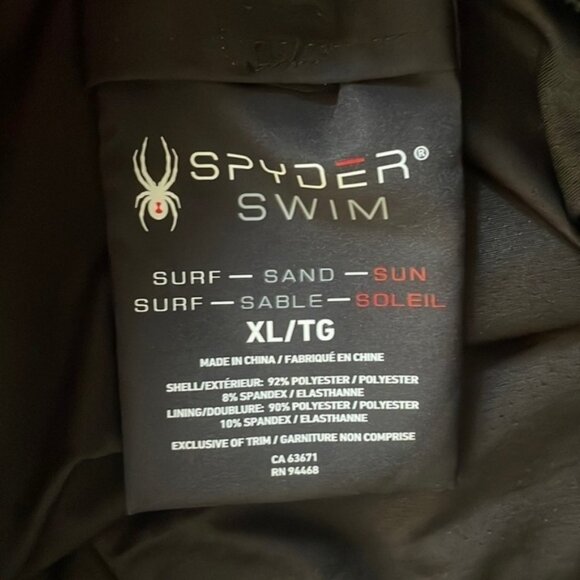 SPYDER®
SWIM
SURF — SAND — SUN
SURF — SABLE — SOLEIL
XL/TG
MADE IN CHINA / FABRIQUÉ EN CHINE
SHELL/EXTÉRIEUR: 92% POLYESTER / POLYESTER
8% SPANDEX / ELASTHANNE
LINING/DOUBLURE: 90% POLYESTER / POLYESTER
10% SPANDEX / ELASTHANNE
EXCLUSIVE OF TRIM / GARNITURE NON COMPRISE
CA 63671
RN 94468